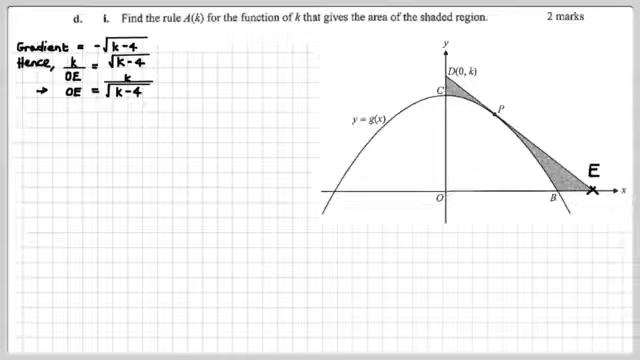 d. i. Find the rule A(k) for the function of k that gives the area of the shaded region. 2 marks
Gradient = -√k-4
Hence, k/OE = √k-4
→ OE = k/√k-4
y
D(0, k)
C
P
y = g(x)
E
O
B
x